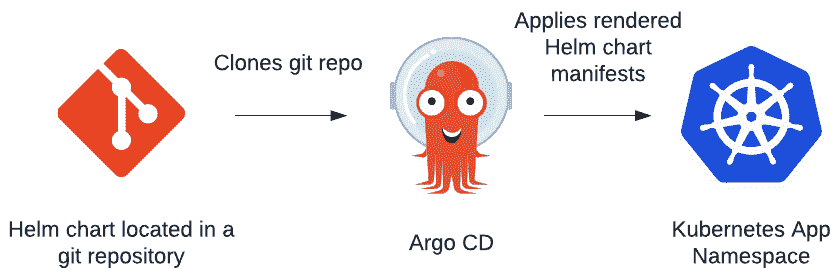 Clones git repo
Applies rendered
Helm chart
manifests
Helm chart located in a
git repository
Argo CD
Kubernetes App
Namespace